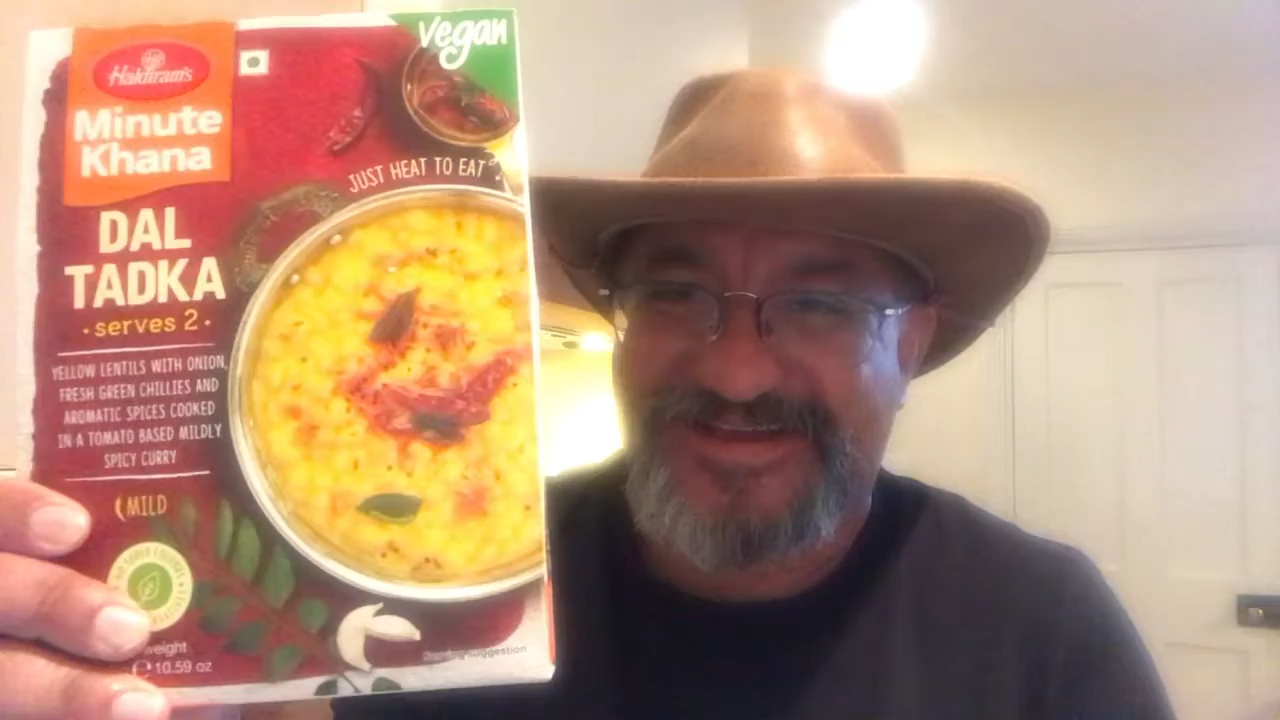 Vegan
Haldiram's
Minute
Khana
JUST HEAT TO EAT
DAL
TADKA
serves 2
YELLOW LENTILS WITH ONION,
FRESH GREEN CHILLIES AND
AROMATIC SPICES COOKED
IN A TOMATO BASED MILDLY
SPICY CURRY
MILD
weight
℮ 10.59 oz
suggestion